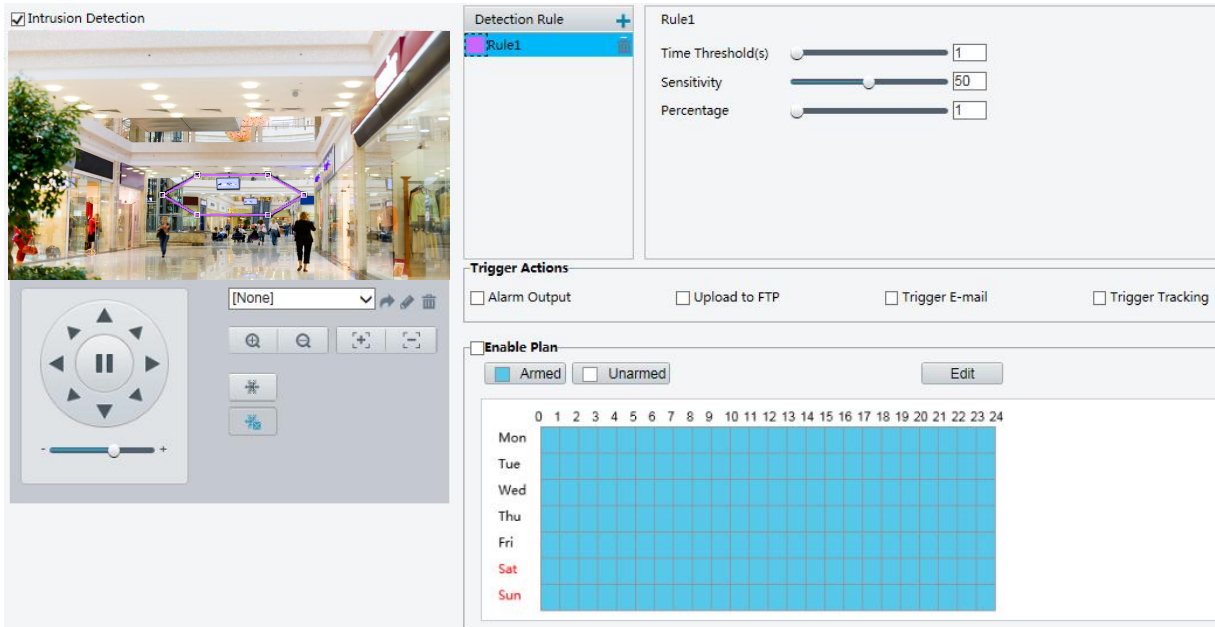 Intrusion Detection
Detection Rule
Rule1
Rule1
Time Threshold(s) 1
Sensitivity 50
Percentage 1
Trigger Actions
Alarm Output Upload to FTP Trigger E-mail Trigger Tracking
[None]
- +
Enable Plan
Armed Unarmed Edit
0 1 2 3 4 5 6 7 8 9 10 11 12 13 14 15 16 17 18 19 20 21 22 23 24
Mon
Tue
Wed
Thu
Fri
Sat
Sun